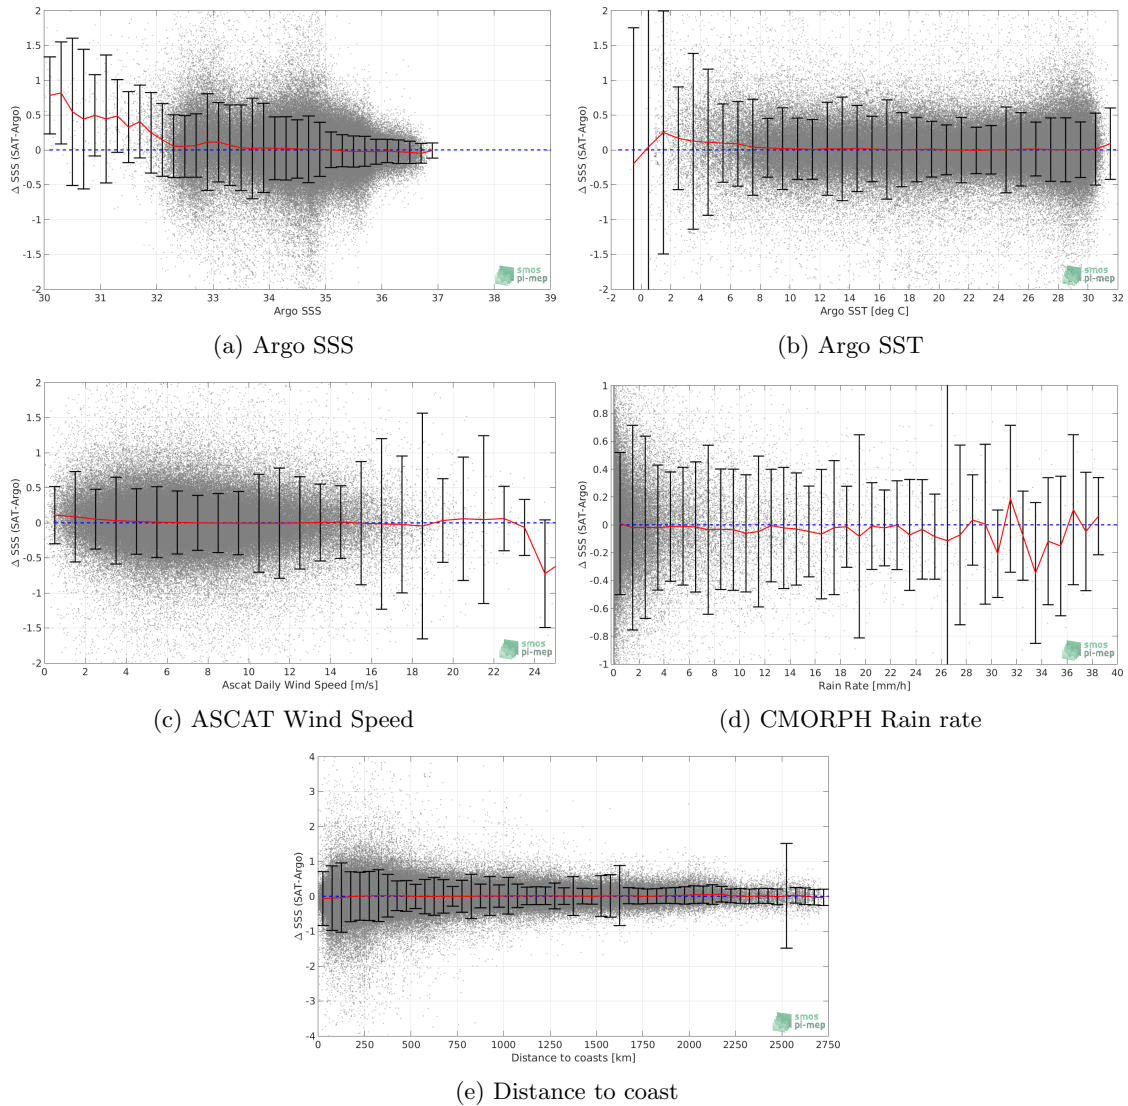 2
1.5
1
0.5
0
-0.5
-1
-1.5
-2
Δ SSS (SAT-Argo)
30 31 32 33 34 35 36 37 38 39
Argo SSS
smos
pi-mep
(a) Argo SSS
2
1.5
1
0.5
0
-0.5
-1
-1.5
-2
Δ SSS (SAT-Argo)
-2 0 2 4 6 8 10 12 14 16 18 20 22 24 26 28 30 32
Argo SST [deg C]
smos
pi-mep
(b) Argo SST
2
1.5
1
0.5
0
-0.5
-1
-1.5
-2
Δ SSS (SAT-Argo)
0 2 4 6 8 10 12 14 16 18 20 22 24
Ascat Daily Wind Speed [m/s]
smos
pi-mep
(c) ASCAT Wind Speed
1
0.8
0.6
0.4
0.2
0
-0.2
-0.4
-0.6
-0.8
-1
Δ SSS (SAT-Argo)
0 2 4 6 8 10 12 14 16 18 20 22 24 26 28 30 32 34 36 38 40
Rain Rate [mm/h]
smos
pi-mep
(d) CMORPH Rain rate
4
3
2
1
0
-1
-2
-3
-4
Δ SSS (SAT-Argo)
0 250 500 750 1000 1250 1500 1750 2000 2250 2500 2750
Distance to coasts [km]
smos
pi-mep
(e) Distance to coast